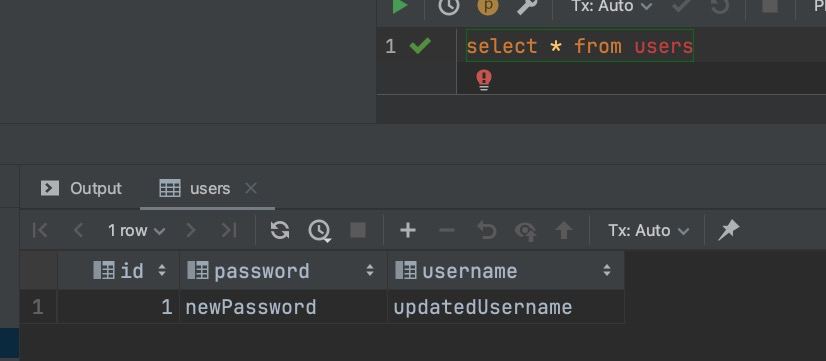 p Tx: Auto
1 select * from users
Output users
1 row Tx: Auto
id password username
1 1 newPassword updatedUsername